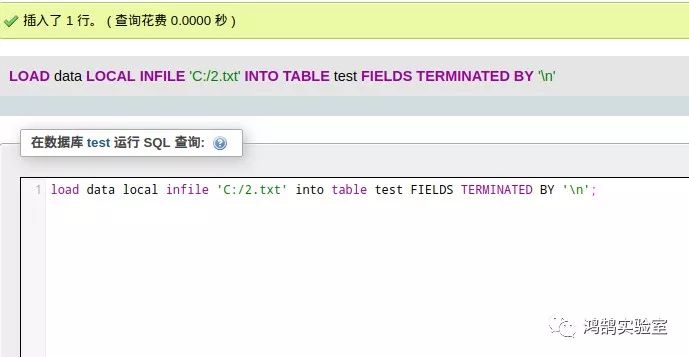 插入了 1 行。 ( 查询花费 0.0000 秒 )
LOAD data LOCAL INFILE 'C:/2.txt' INTO TABLE test FIELDS TERMINATED BY '\n'
在数据库 test 运行 SQL 查询:
1 load data local infile 'C:/2.txt' into table test FIELDS TERMINATED BY '\n';
鸿鹄实验室